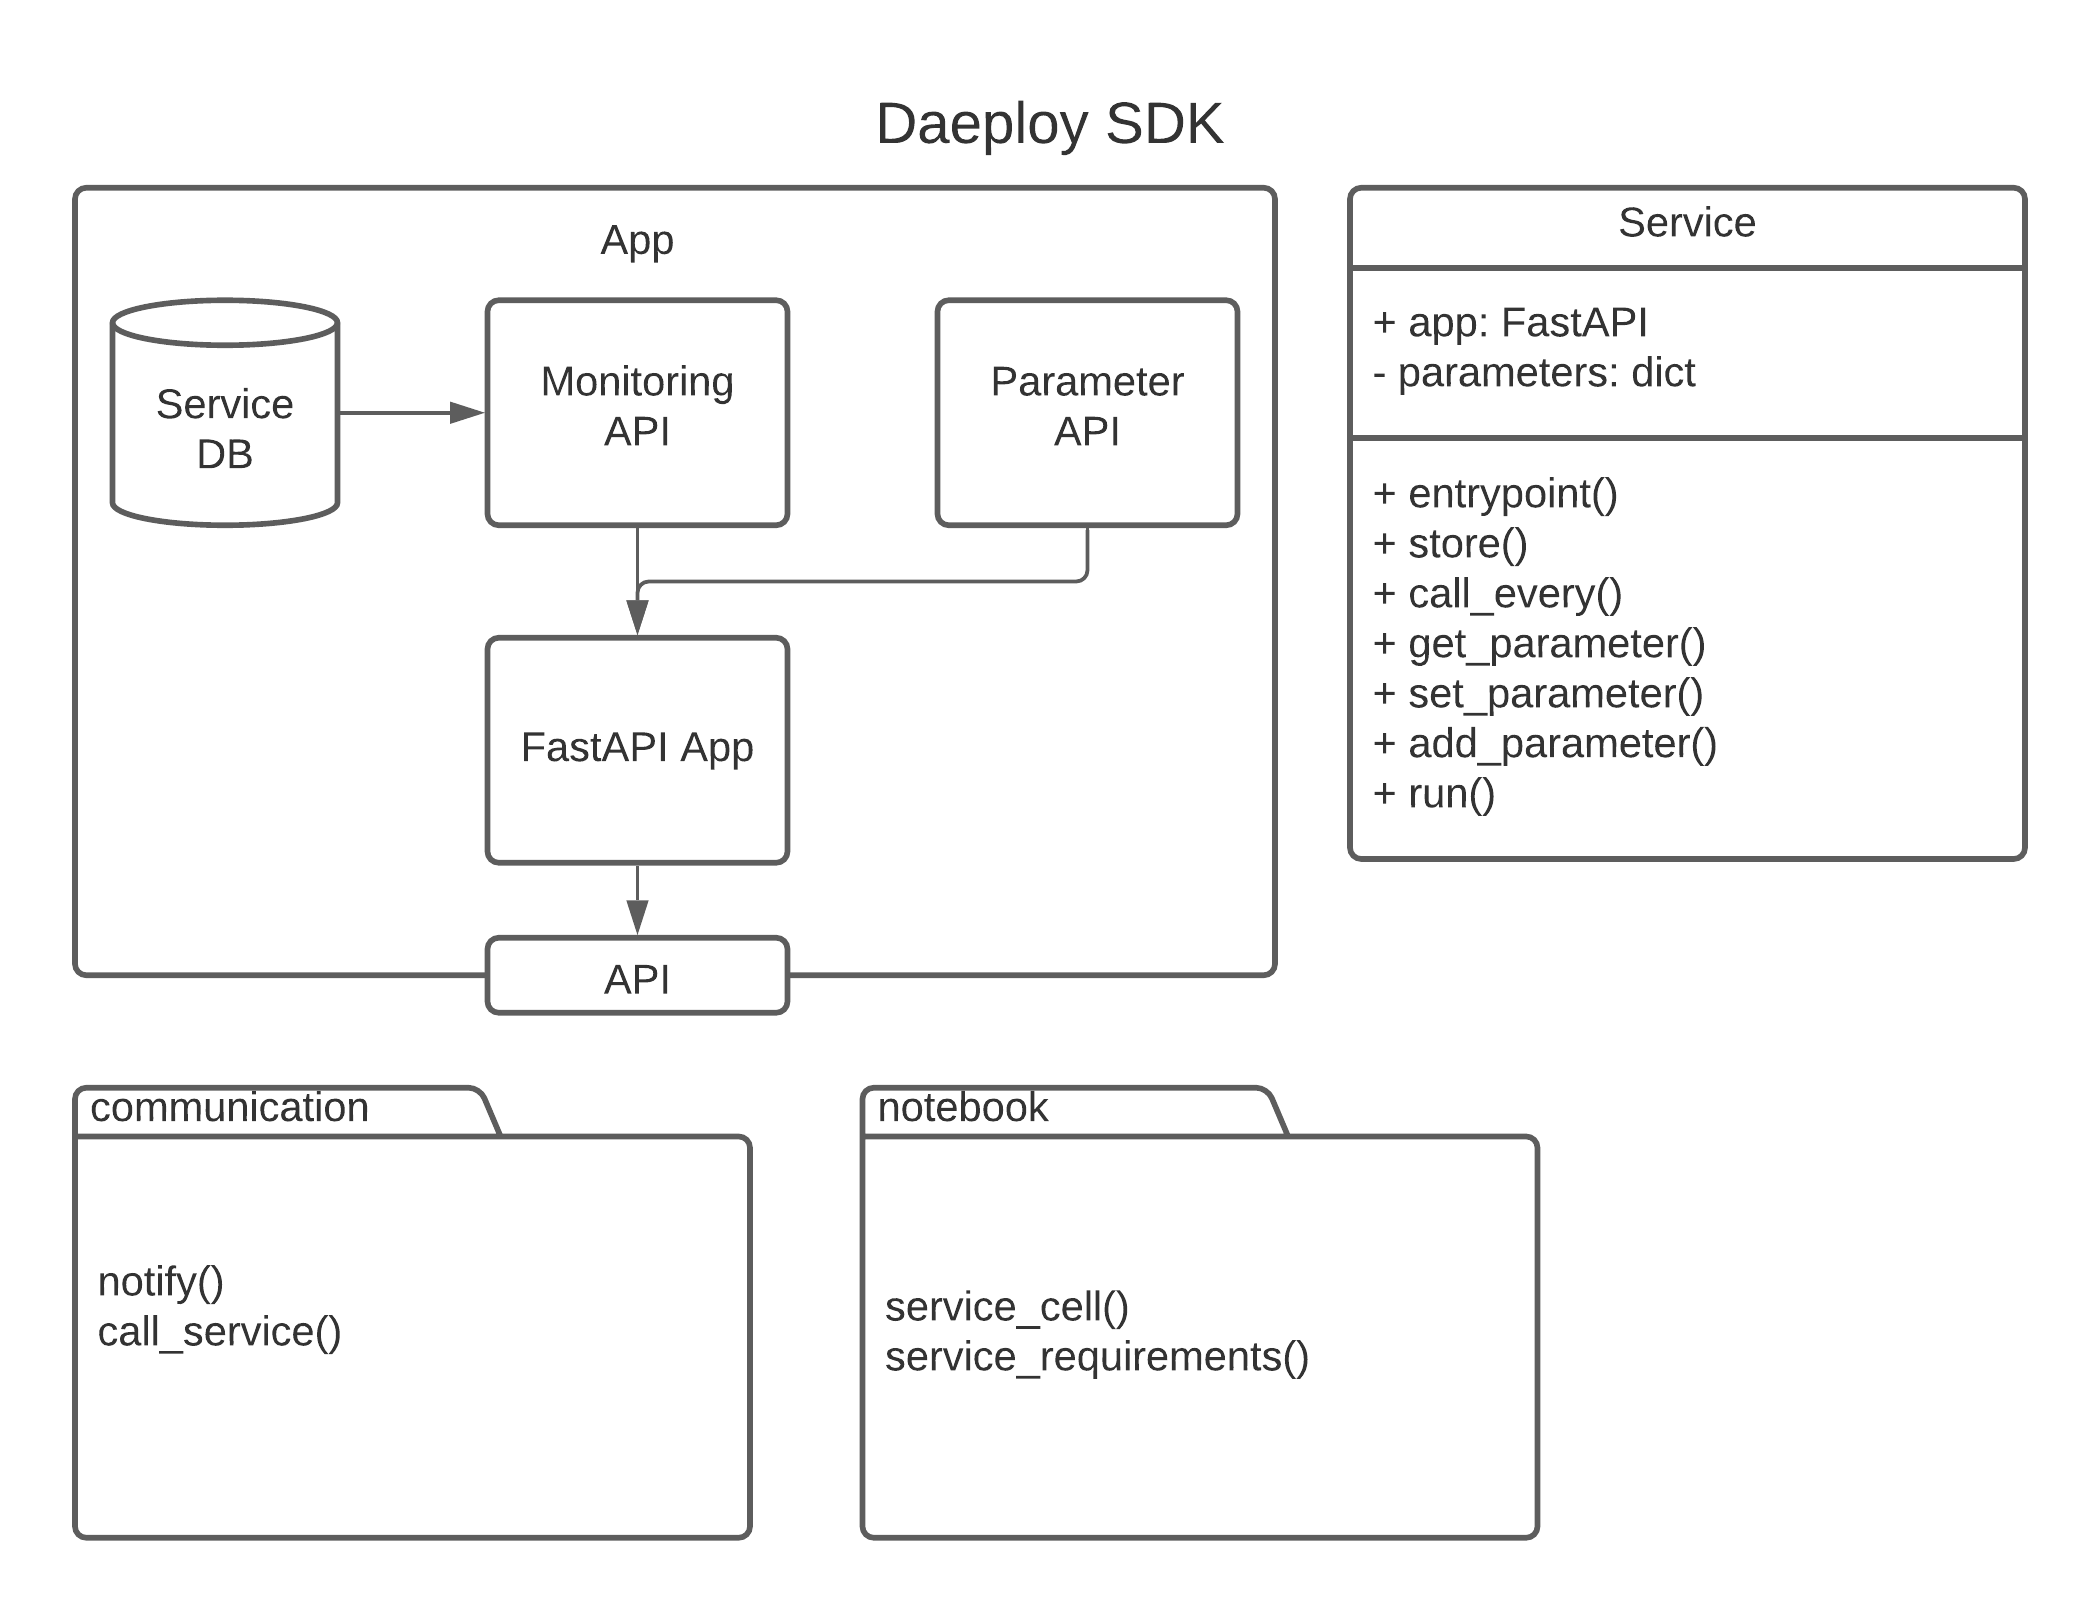 Daeploy SDK
App
Service
DB
Monitoring
API
Parameter
API
FastAPI App
API
Service
+ app: FastAPI
- parameters: dict
+ entrypoint()
+ store()
+ call_every()
+ get_parameter()
+ set_parameter()
+ add_parameter()
+ run()
communication
notify()
call_service()
notebook
service_cell()
service_requirements()